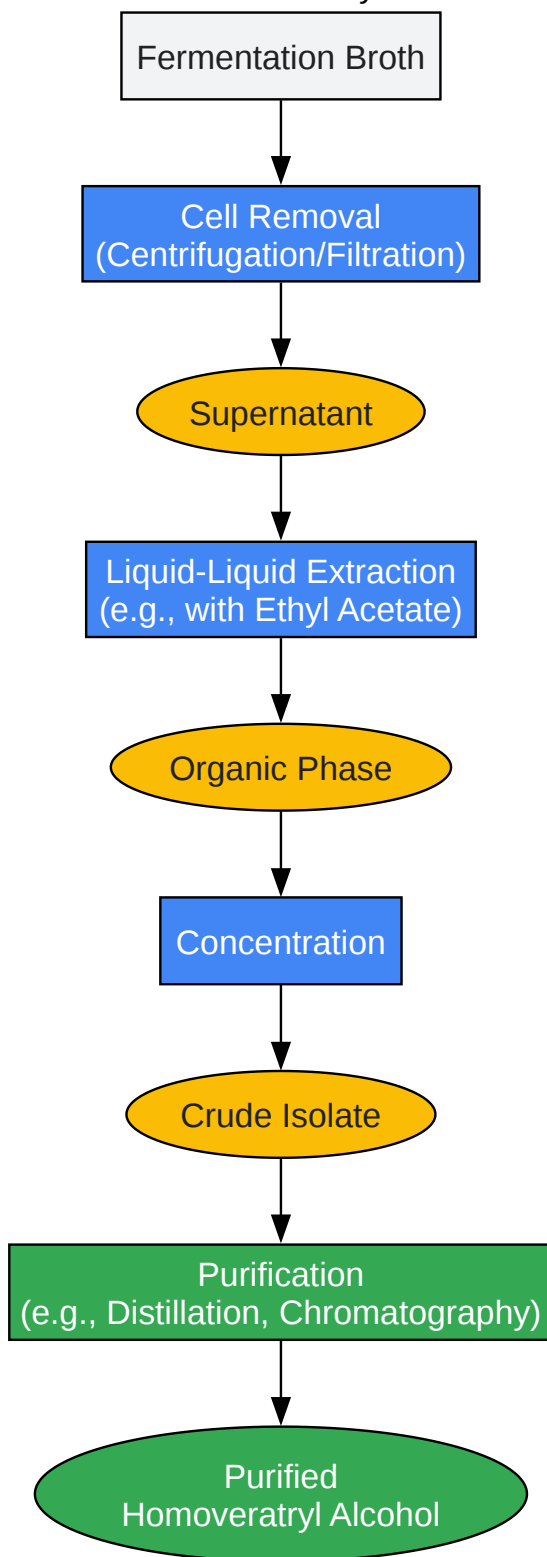 Fermentation Broth
Cell Removal
(Centrifugation/Filtration)
Supernatant
Liquid-Liquid Extraction
(e.g., with Ethyl Acetate)
Organic Phase
Concentration
Crude Isolate
Purification
(e.g., Distillation, Chromatography)
Purified
Homoveratryl Alcohol